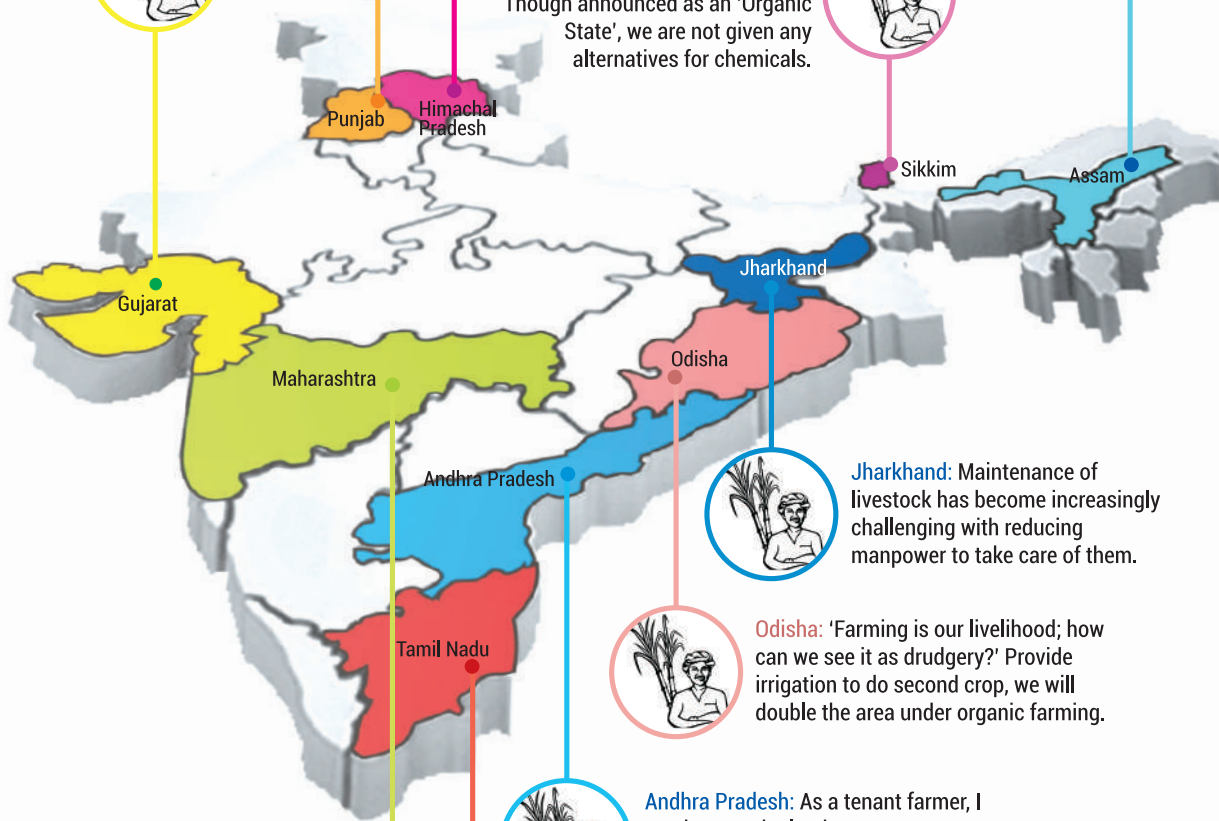 Though announced as an 'Organic
State', we are not given any
alternatives for chemicals.
Punjab
Himachal
Pradesh
Sikkim
Assam
Jharkhand
Gujarat
Odisha
Maharashtra
Andhra Pradesh
Jharkhand: Maintenance of
livestock has become increasingly
challenging with reducing
manpower to take care of them.
Tamil Nadu
Odisha: ‘Farming is our livelihood; how
can we see it as drudgery?’ Provide
irrigation to do second crop, we will
double the area under organic farming.
Andhra Pradesh: As a tenant farmer, I